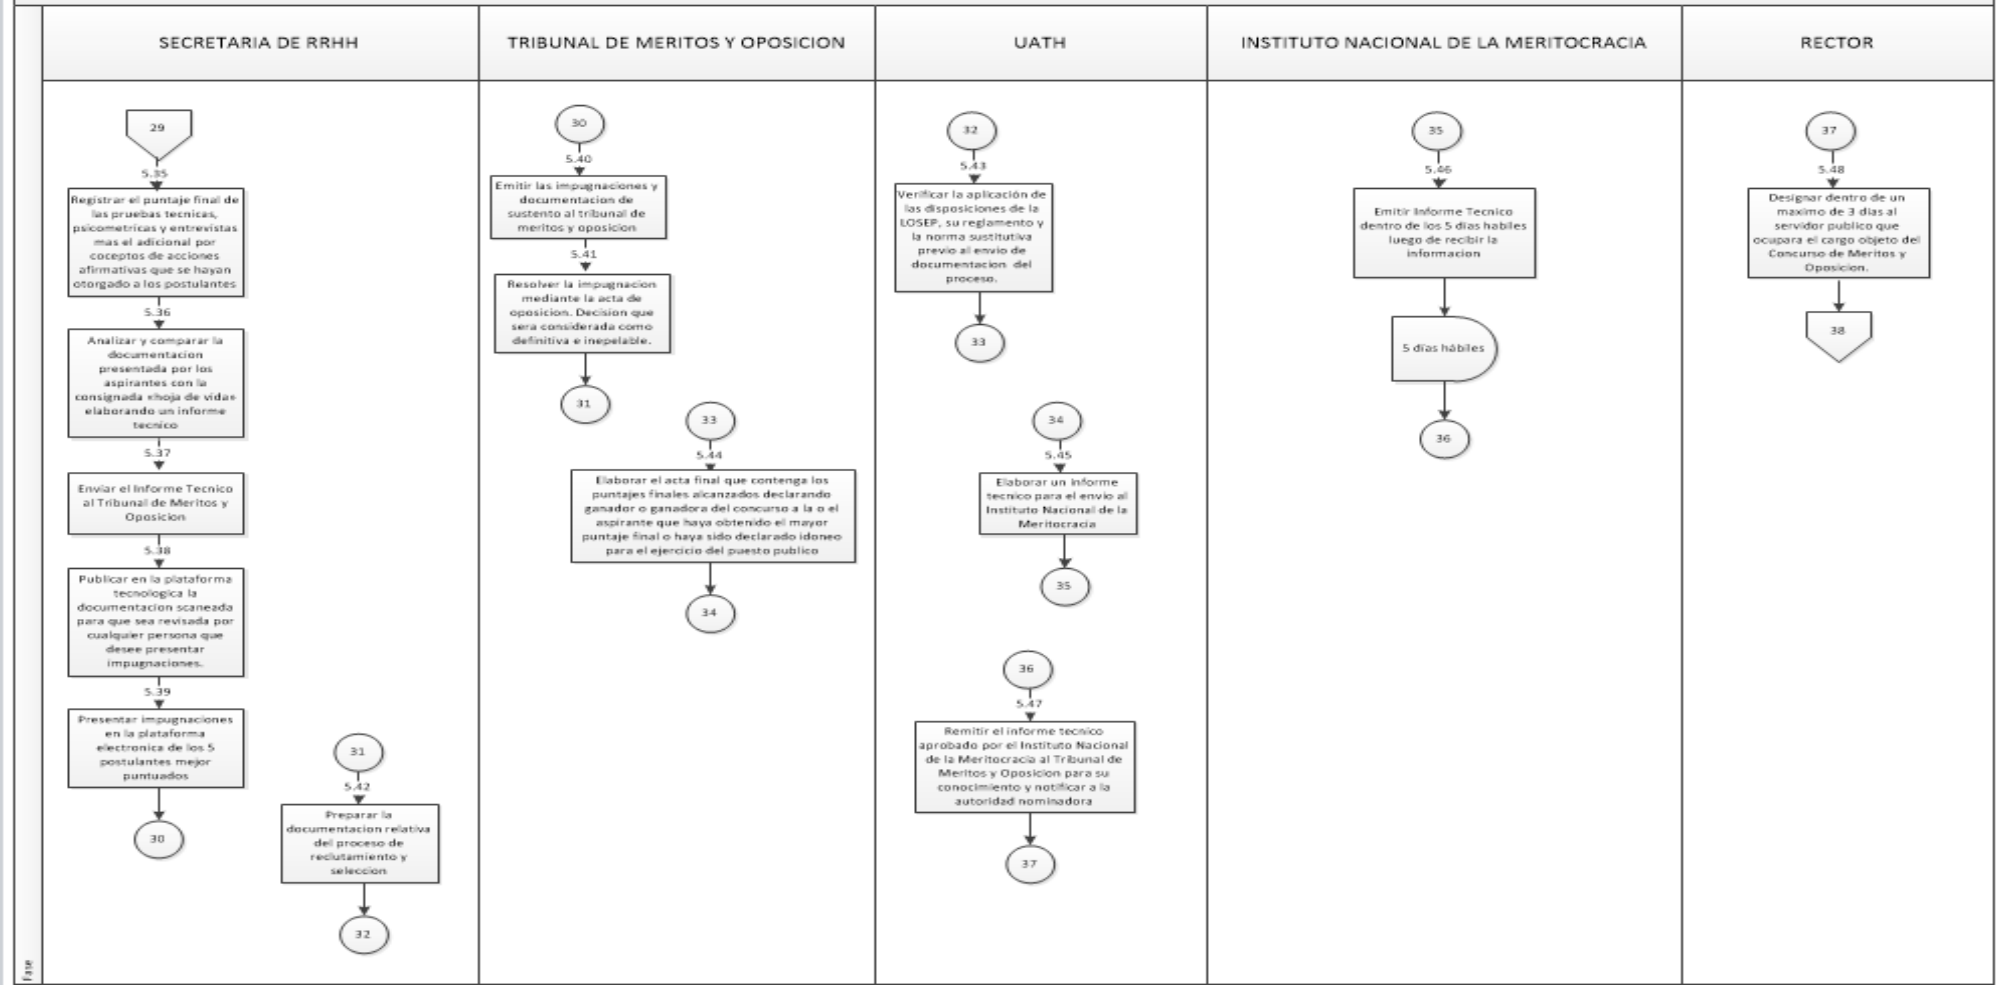 SECRETARIA DE RRHH
TRIBUNAL DE MERITOS Y OPOSICION
UATH
INSTITUTO NACIONAL DE LA MERITOCRACIA
RECTOR
29
5.35
Registrar el puntaje final de
las pruebas tecnicas,
psicometricas y entrevistas
mas el adicional por
coceptos de acciones
afirmativas que se hayan
otorgado a los postulantes
5.36
Analizar y comparar la
documentacion
presentada por los
aspirantes con la
consignada «hoja de vida»
elaborando un informe
tecnico
5.37
Enviar el Informe Tecnico
al Tribunal de Meritos y
Oposicion
5.38
Publicar en la plataforma
tecnologica la
documentacion scaneada
para que sea revisada por
cualquier persona que
desee presentar
impugnaciones.
5.39
Presentar impugnaciones
en la plataforma
electronica de los 5
postulantes mejor
puntuados
30
31
5.42
Preparar la
documentacion relativa
del proceso de
reclutamiento y
seleccion
32
30
5.40
Emitir las impugnaciones y
documentacion de
sustento al tribunal de
meritos y oposicion
5.41
Resolver la impugnacion
mediante la acta de
oposicion. Decision que
sera considerada como
definitiva e inepelable.
31
33
5.44
Elaborar el acta final que contenga los
puntajes finales alcanzados declarando
ganador o ganadora del concurso a la o el
aspirante que haya obtenido el mayor
puntaje final o haya sido declarado idoneo
para el ejercicio del puesto publico
34
32
5.43
Verificar la aplicación de
las disposiciones de la
LOSEP, su reglamento y
la norma sustitutiva
previo al envio de
documentacion del
proceso.
33
34
5.45
Elaborar un informe
tecnico para el envio al
Instituto Nacional de la
Meritocracia
35
36
5.47
Remitir el informe tecnico
aprobado por el Instituto Nacional
de la Meritocracia al Tribunal de
Meritos y Oposicion para su
conocimiento y notificar a la
autoridad nominadora
37
35
5.46
Emitir Informe Tecnico
dentro de los 5 días habiles
luego de recibir la
informacion
5 días hábiles
36
37
5.48
Designar dentro de un
maximo de 3 dias al
servidor publico que
ocupara el cargo objeto del
Concurso de Meritos y
Oposicion.
38
Fase